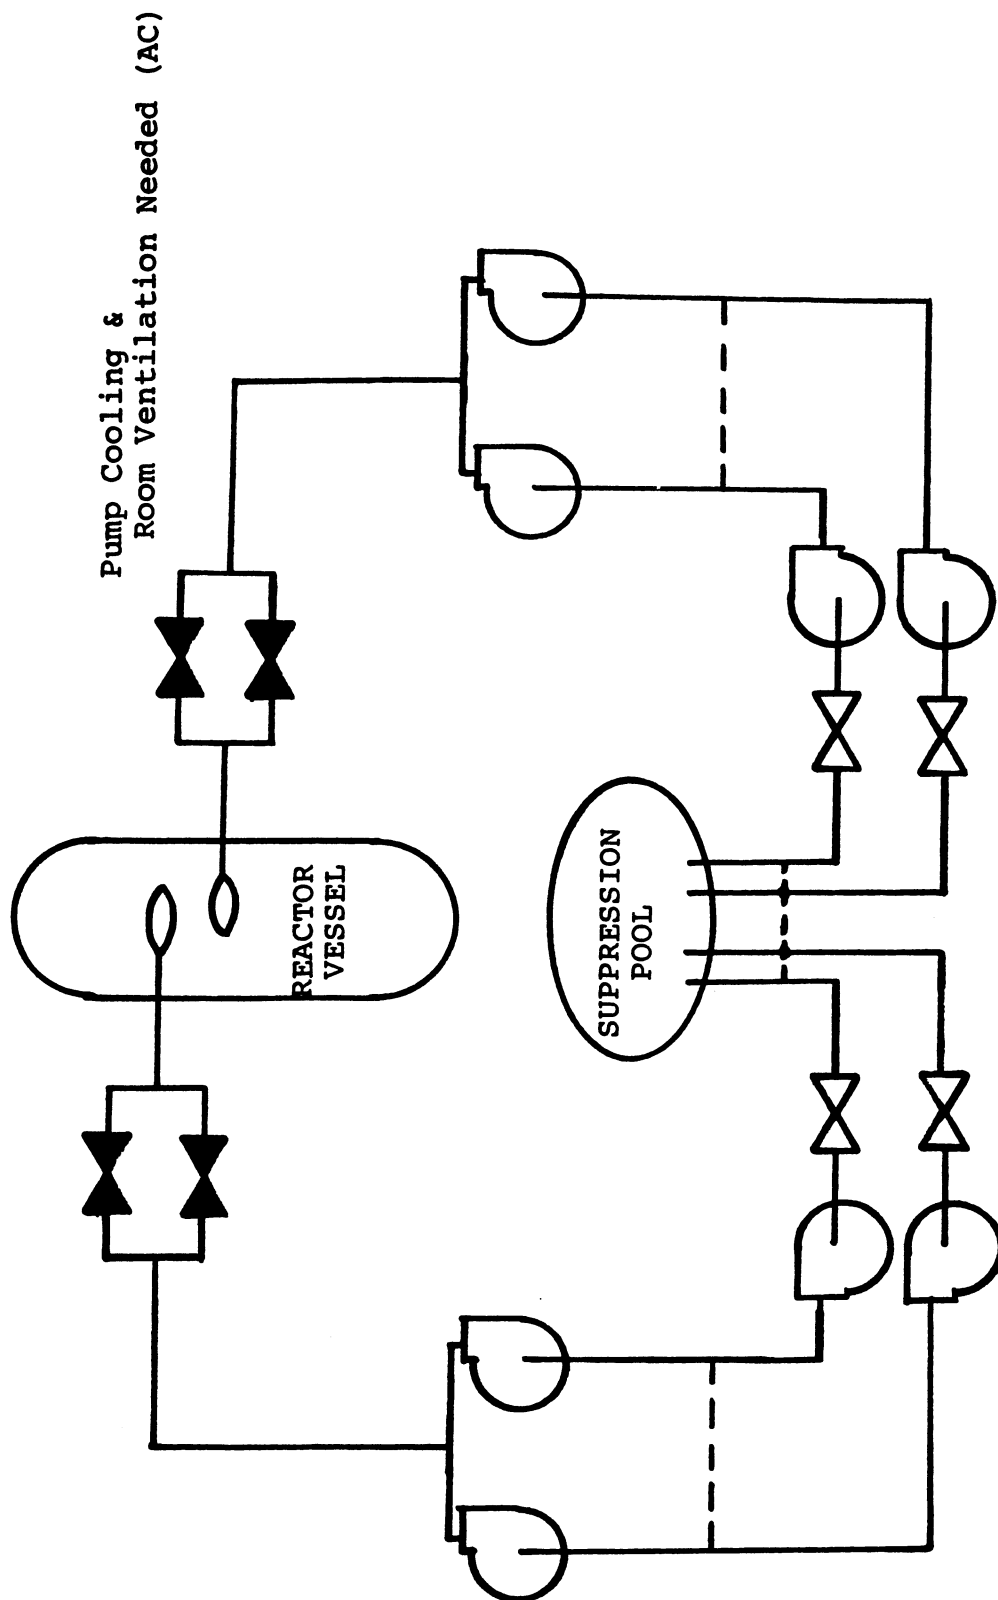 Pump Cooling &
Room Ventilation Needed (AC)
REACTOR
VESSEL
SUPPRESSION
POOL